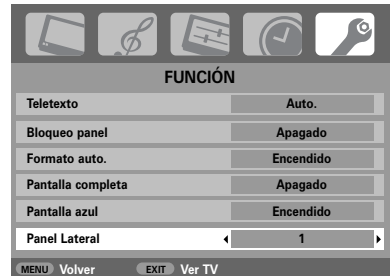 FUNCIÓN
Teletexto Auto.
Bloqueo panel Apagado
Formato auto. Encendido
Pantalla completa Apagado
Pantalla azul Encendido
Panel Lateral 1
MENU Volver EXIT Ver TV